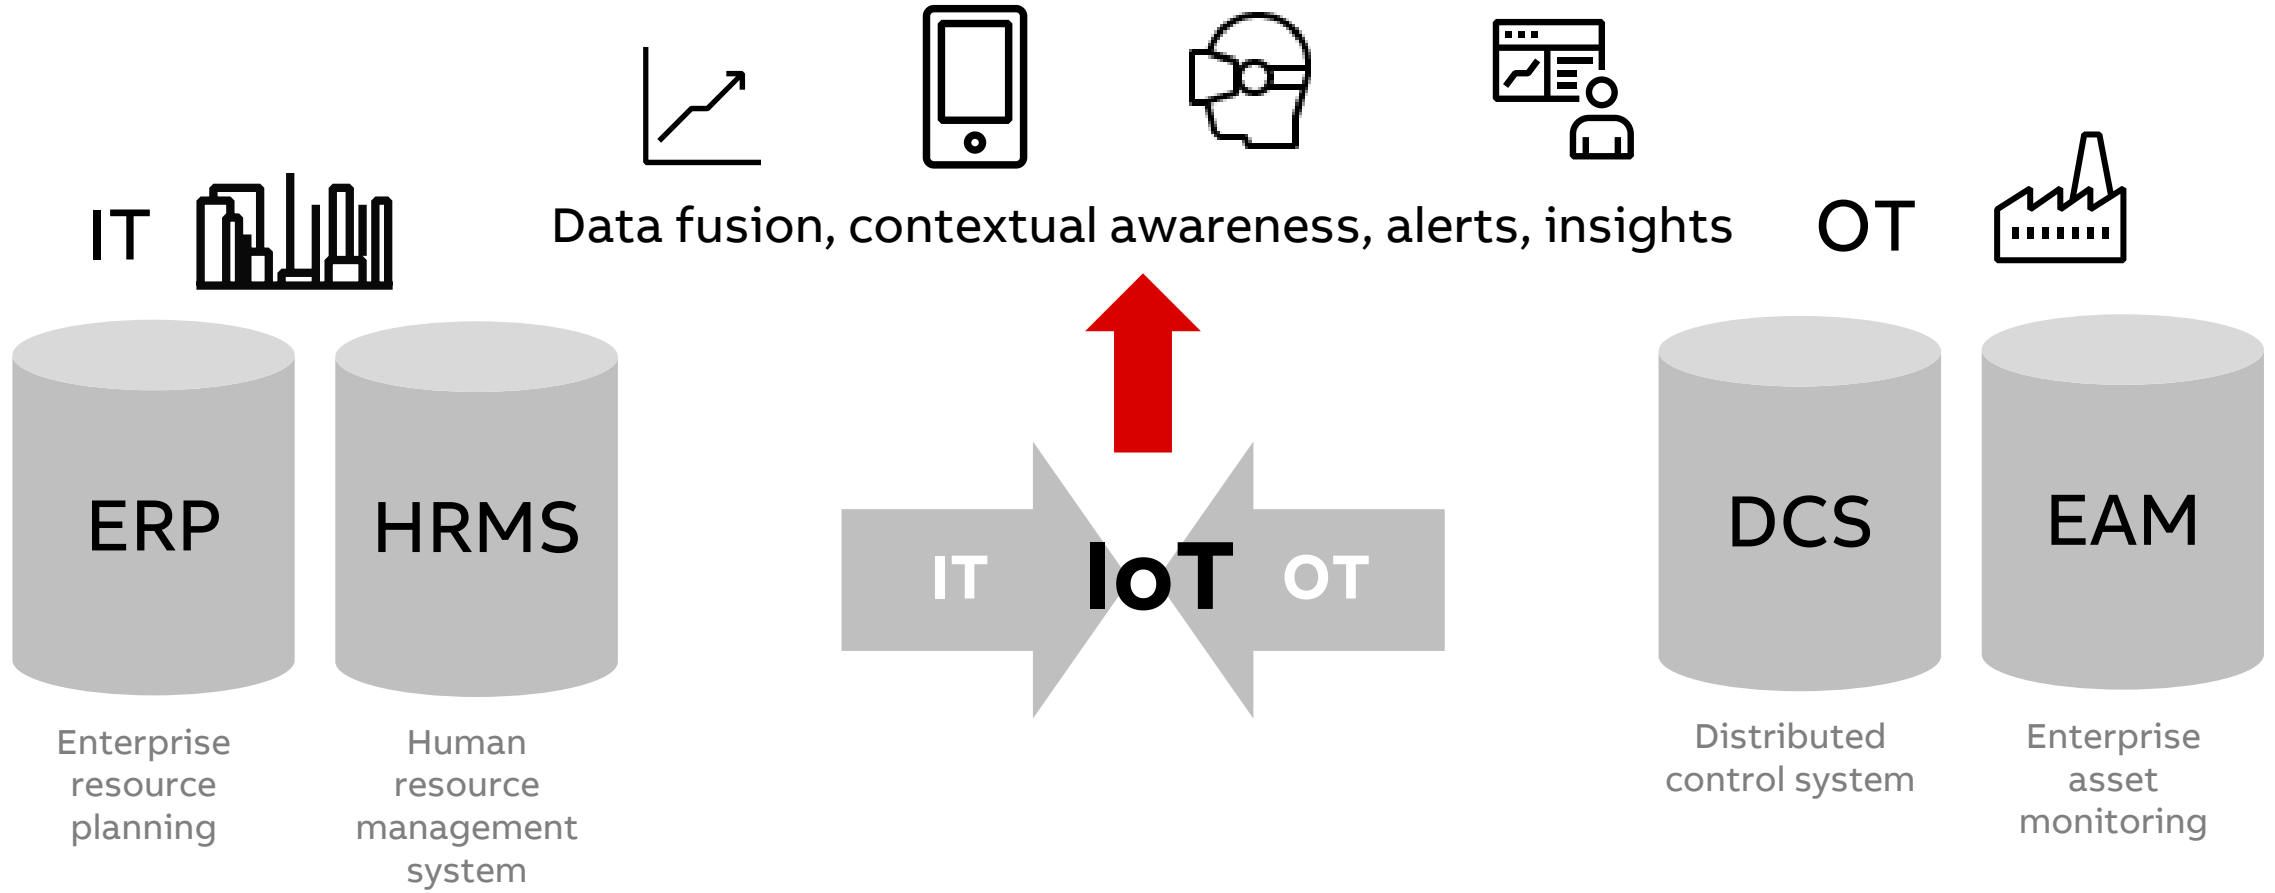 IT
Data fusion, contextual awareness, alerts, insights
OT
ERP
HRMS
IT
IoT
OT
DCS
EAM
Enterprise
resource
planning
Human
resource
management
system
Distributed
control system
Enterprise
asset
monitoring